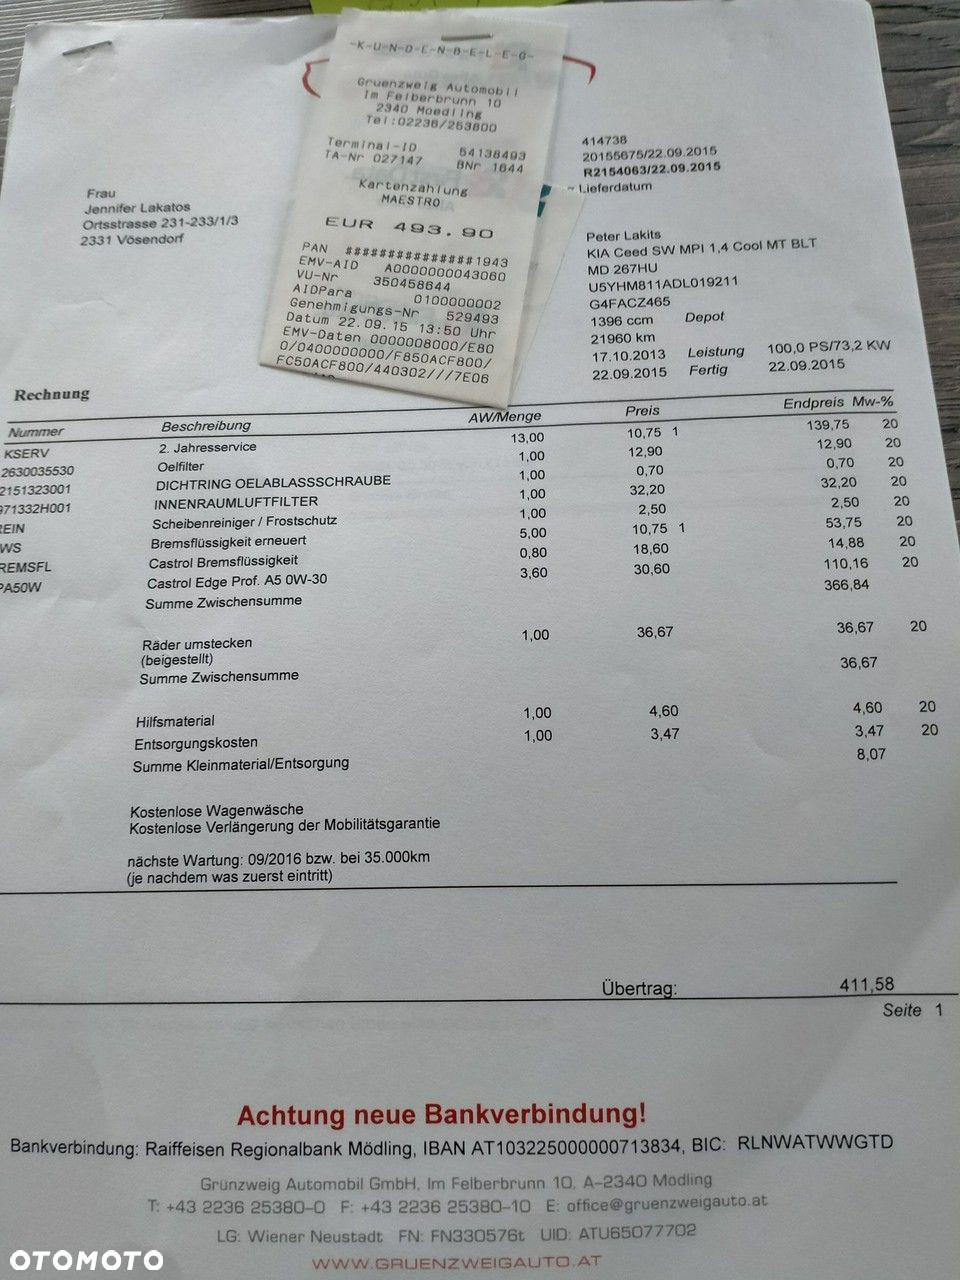 -K-U-N-D-E-N-B-E-L-E-G-
Gruenzweig Automobil
Im Felberbrunn 10
2340 Moedling
Tel:02236/253800
Terminal-ID 54138493
TA-Nr 027147 BNr 1644
Kartenzahlung
MAESTRO
EUR 493.90
PAN ###############1943
EMV-AID A0000000043060
VU-Nr 350458644
AIDPara 0100000002
Genehmigungs-Nr 529493
Datum 22.09.15 13:50 Uhr
EMV-Daten 0000008000/E80
0/0400000000/F850ACF800/
FC50ACF800/440302///7E06
414738
20155675/22.09.2015
R2154063/22.09.2015
Lieferdatum
Frau
Jennifer Lakatos
Ortsstrasse 231-233/1/3
2331 Vösendorf
Peter Lakits
KIA Ceed SW MPI 1,4 Cool MT BLT
MD 267HU
U5YHM811ADL019211
G4FACZ465
1396 ccm Depot
21960 km
17.10.2013 Leistung 100,0 PS/73,2 KW
22.09.2015 Fertig 22.09.2015
Rechnung
Nummer Beschreibung AW/Menge Preis Endpreis Mw-%
KSERV 2. Jahresservice 13,00 10,75 1 139,75 20
2630035530 Oelfilter 1,00 12,90 12,90 20
2151323001 DICHTRING OELABLASSSCHRAUBE 1,00 0,70 0,70 20
971332H001 INNENRAUMLUFTFILTER 1,00 32,20 32,20 20
REIN Scheibenreiniger / Frostschutz 1,00 2,50 2,50 20
WS Bremsflüssigkeit erneuert 5,00 10,75 1 53,75 20
REMSFL Castrol Bremsflüssigkeit 0,80 18,60 14,88 20
PA50W Castrol Edge Prof. A5 0W-30 3,60 30,60 110,16 20
Summe Zwischensumme 366,84
Räder umstecken 1,00 36,67 36,67 20
(beigestellt)
Summe Zwischensumme 36,67
Hilfsmaterial 1,00 4,60 4,60 20
Entsorgungskosten 1,00 3,47 3,47 20
Summe Kleinmaterial/Entsorgung 8,07
Kostenlose Wagenwäsche
Kostenlose Verlängerung der Mobilitätsgarantie
nächste Wartung: 09/2016 bzw. bei 35.000km
(je nachdem was zuerst eintritt)
Übertrag: 411,58
Seite 1
Achtung neue Bankverbindung!
Bankverbindung: Raiffeisen Regionalbank Mödling, IBAN AT103225000000713834, BIC: RLNWATWWGTD
Grünzweig Automobil GmbH, Im Felberbrunn 10, A-2340 Mödling
T: +43 2236 25380-0 F: +43 2236 25380-10 E: office@gruenzweigauto.at
LG: Wiener Neustadt FN: FN330576t UID: ATU65077702
WWW.GRUENZWEIGAUTO.AT
OTOMOTO